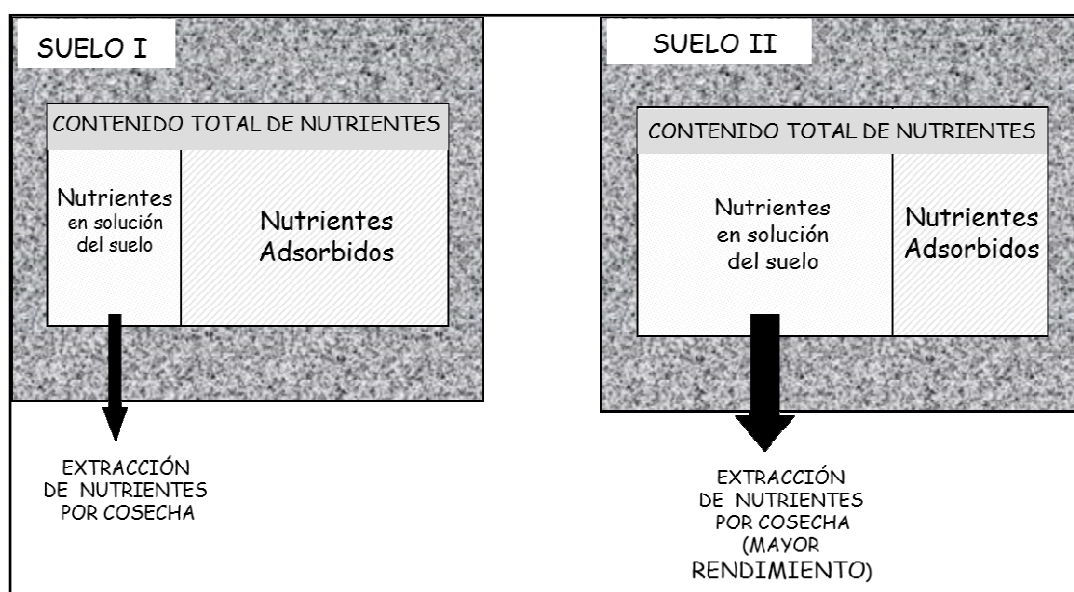 SUELO I
CONTENIDO TOTAL DE NUTRIENTES
Nutrientes
en solución
del suelo
Nutrientes
Adsorbidos
EXTRACCIÓN
DE NUTRIENTES
POR COSECHA
SUELO II
CONTENIDO TOTAL DE NUTRIENTES
Nutrientes
en solución
del suelo
Nutrientes
Adsorbidos
EXTRACCIÓN
DE NUTRIENTES
POR COSECHA
(MAYOR
RENDIMIENTO)